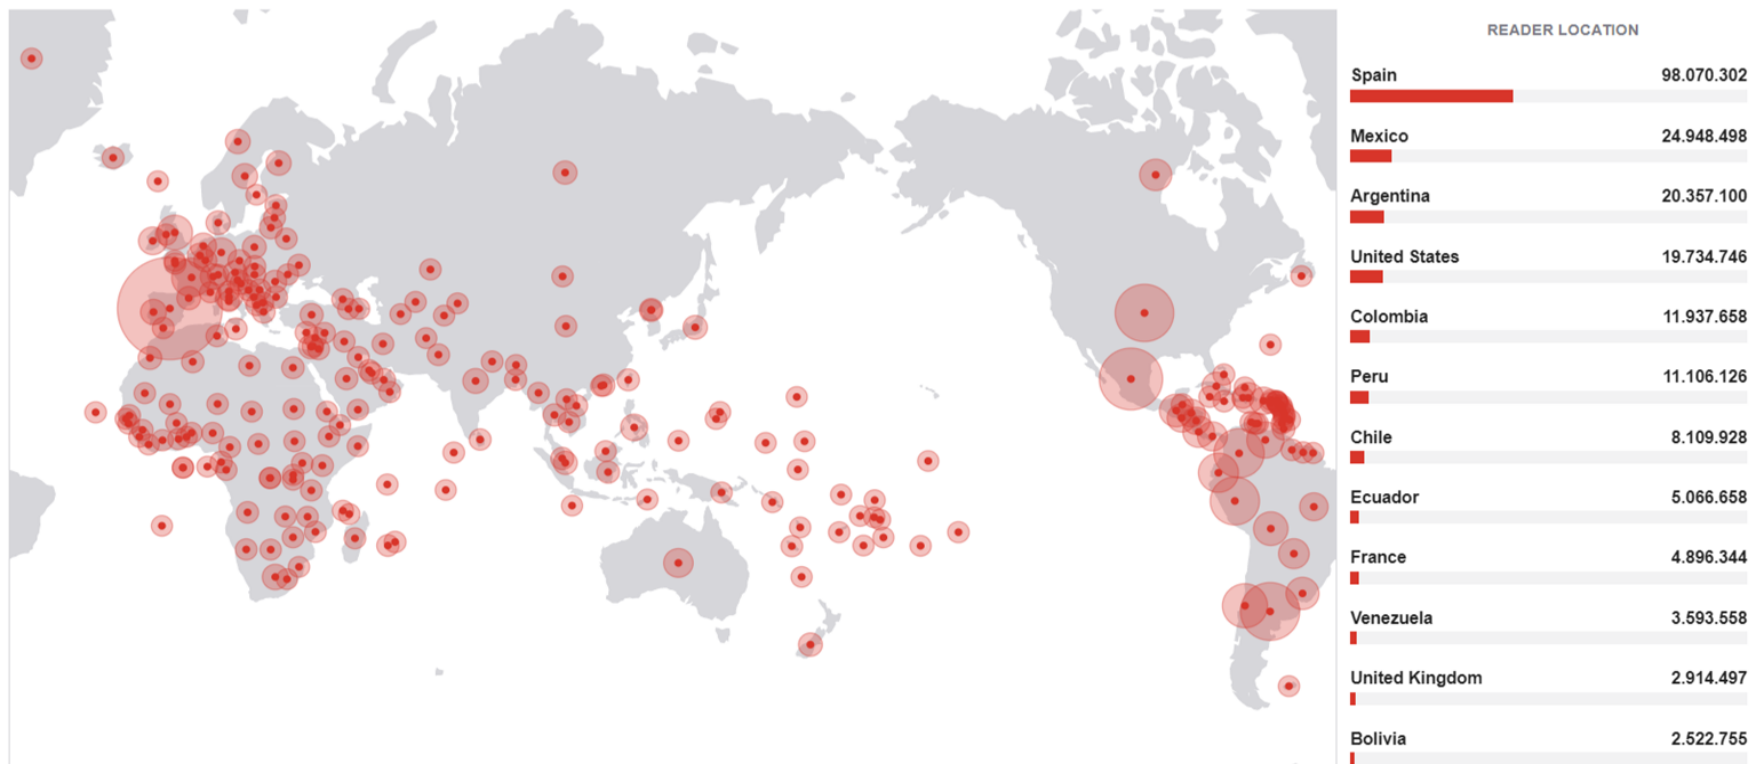 READER LOCATION
Spain 98.070.302
Mexico 24.948.498
Argentina 20.357.100
United States 19.734.746
Colombia 11.937.658
Peru 11.106.126
Chile 8.109.928
Ecuador 5.066.658
France 4.896.344
Venezuela 3.593.558
United Kingdom 2.914.497
Bolivia 2.522.755